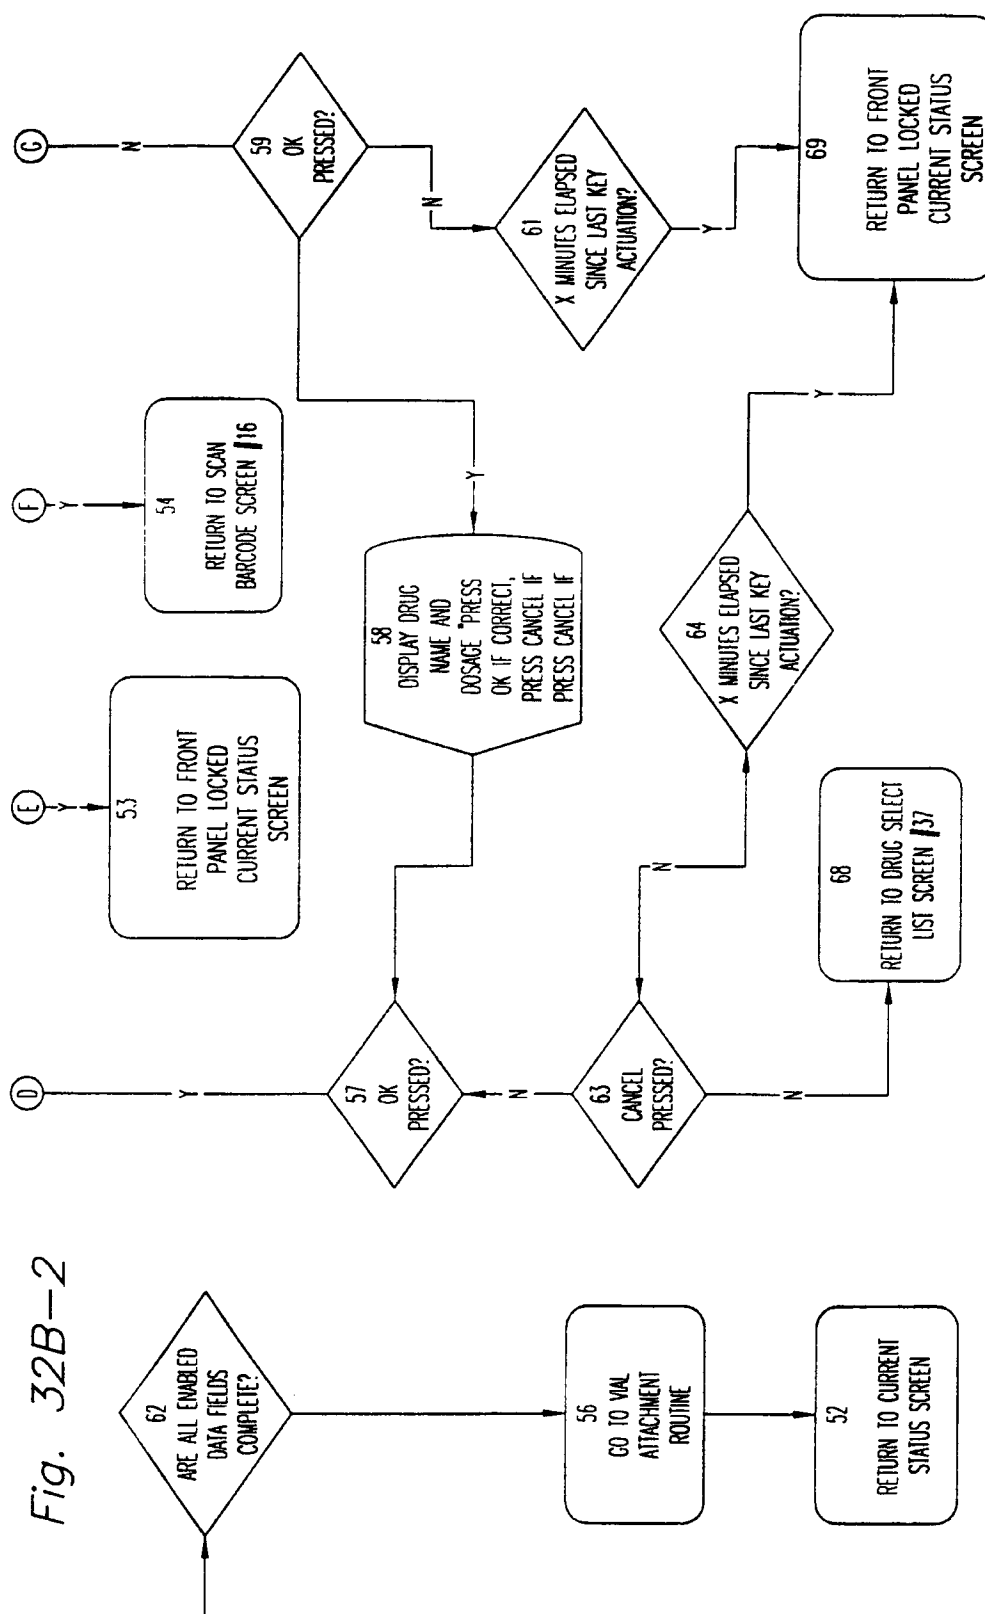 Fig. 32B-2
62
ARE ALL ENABLED
DATA FIELDS
COMPLETE?
56
GO TO VIAL
ATTACHMENT
ROUTINE
52
RETURN TO CURRENT
STATUS SCREEN
D
Y
57
OK
PRESSED?
N
63
CANCEL
PRESSED?
N
68
RETURN TO DRUG SELECT
LIST SCREEN |37
E
Y
53
RETURN TO FRONT
PANEL LOCKED
CURRENT STATUS
SCREEN
F
Y
54
RETURN TO SCAN
BARCODE SCREEN |16
58
DISPLAY DRUG
NAME AND
DOSAGE "PRESS
OK IF CORRECT,
PRESS CANCEL IF
PRESS CANCEL IF
Y
N
64
X MINUTES ELAPSED
SINCE LAST KEY
ACTUATION?
Y
G
N
59
OK
PRESSED?
N
61
X MINUTES ELAPSED
SINCE LAST KEY
ACTUATION?
Y
69
RETURN TO FRONT
PANEL LOCKED
CURRENT STATUS
SCREEN